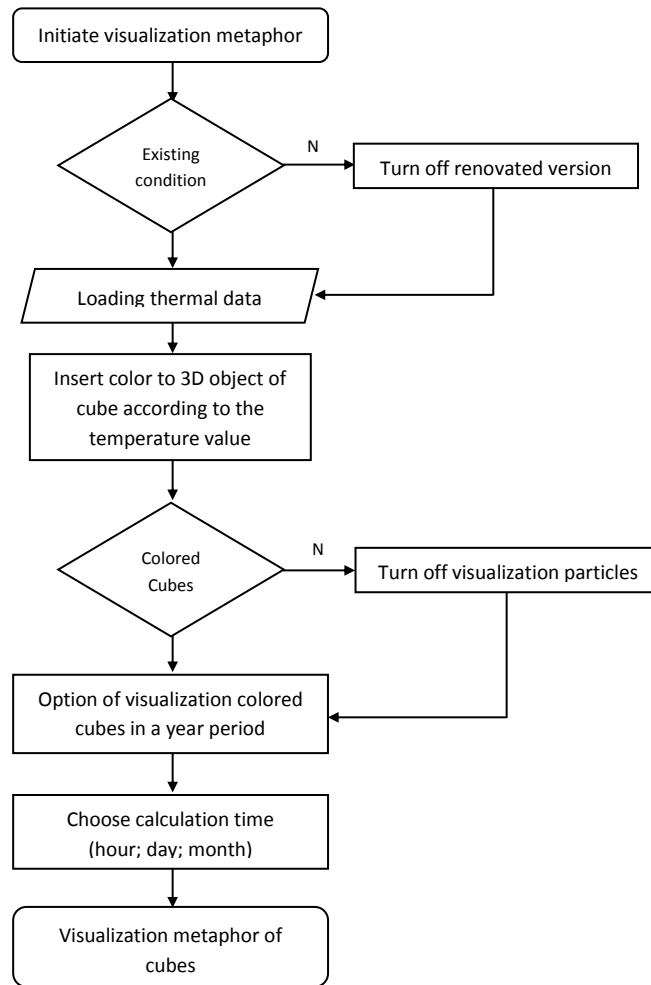 Initiate visualization metaphor
Existing
condition
N
Turn off renovated version
Loading thermal data
Insert color to 3D object of
cube according to the
temperature value
Colored
Cubes
N
Turn off visualization particles
Option of visualization colored
cubes in a year period
Choose calculation time
(hour; day; month)
Visualization metaphor of
cubes